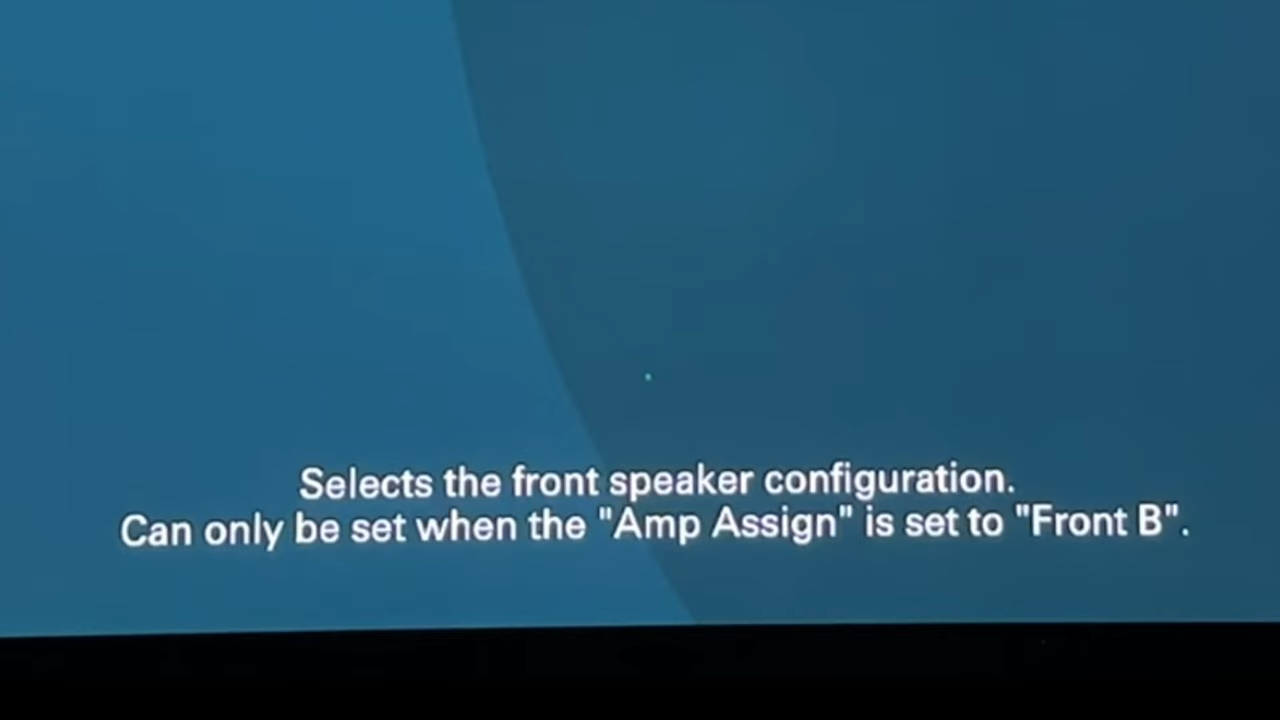 Selects the front speaker configuration.
Can only be set when the "Amp Assign" is set to "Front B".